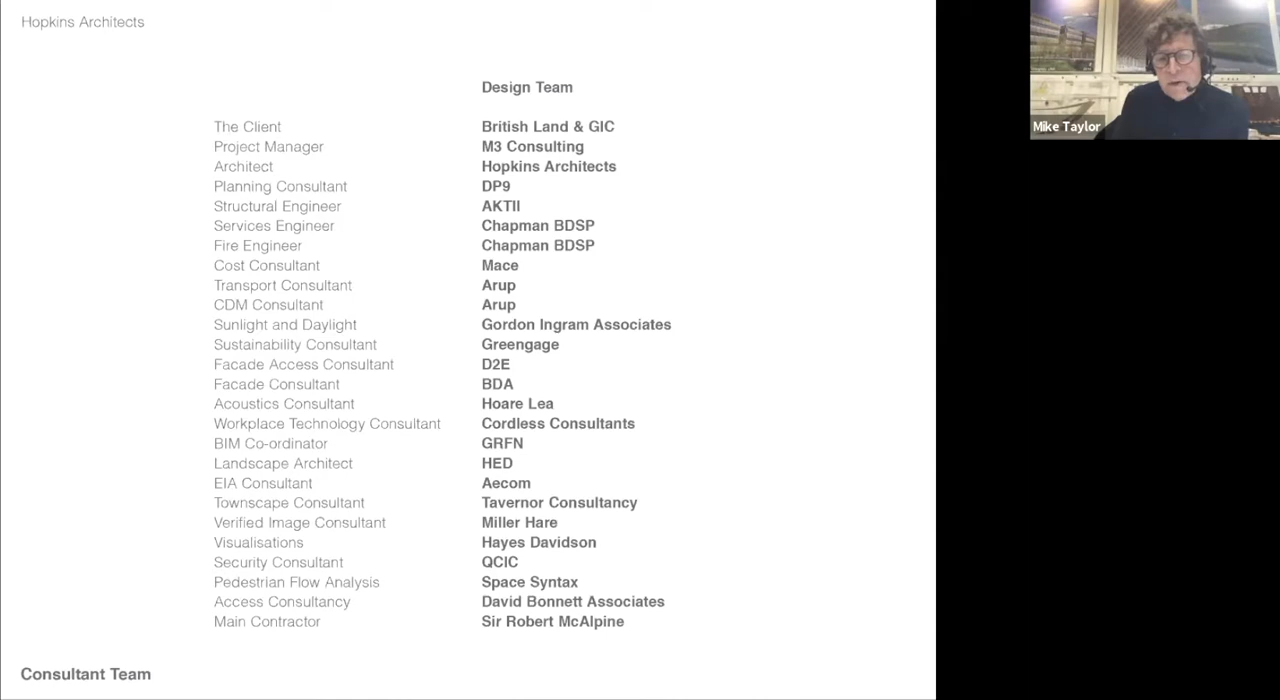 Hopkins Architects
Design Team
The Client British Land & GIC
Project Manager M3 Consulting
Architect Hopkins Architects
Planning Consultant DP9
Structural Engineer AKTII
Services Engineer Chapman BDSP
Fire Engineer Chapman BDSP
Cost Consultant Mace
Transport Consultant Arup
CDM Consultant Arup
Sunlight and Daylight Gordon Ingram Associates
Sustainability Consultant Greengage
Facade Access Consultant D2E
Facade Consultant BDA
Acoustics Consultant Hoare Lea
Workplace Technology Consultant Cordless Consultants
BIM Co-ordinator GRFN
Landscape Architect HED
EIA Consultant Aecom
Townscape Consultant Tavernor Consultancy
Verified Image Consultant Miller Hare
Visualisations Hayes Davidson
Security Consultant QCIC
Pedestrian Flow Analysis Space Syntax
Access Consultancy David Bonnett Associates
Main Contractor Sir Robert McAlpine
Consultant Team
Mike Taylor